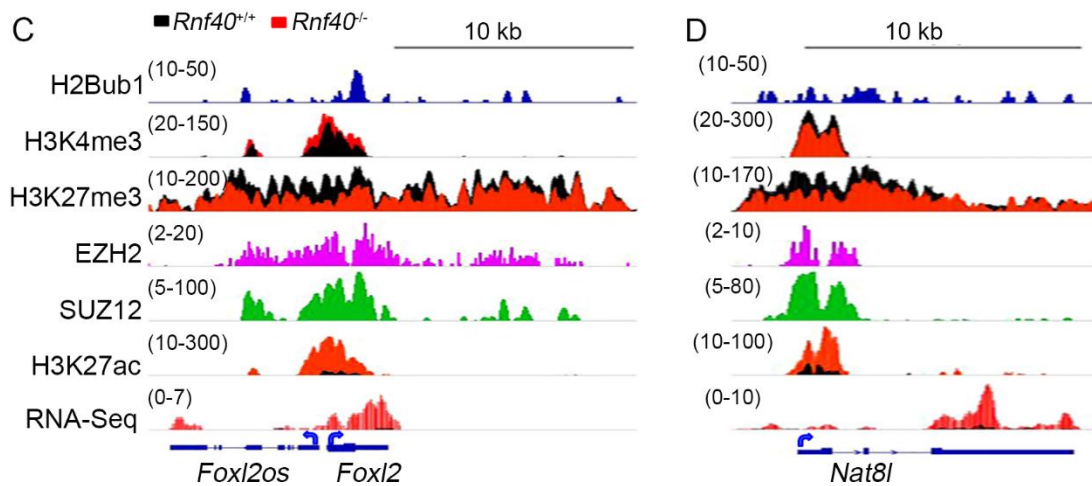 C
Rnf40+/+ Rnf40-/-
10 kb
H2Bub1 (10-50)
H3K4me3 (20-150)
H3K27me3 (10-200)
EZH2 (2-20)
SUZ12 (5-100)
H3K27ac (10-300)
RNA-Seq (0-7)
Foxl2os Foxl2
D
10 kb
(10-50)
(20-300)
(10-170)
(2-10)
(5-80)
(10-100)
(0-10)
Nat8l